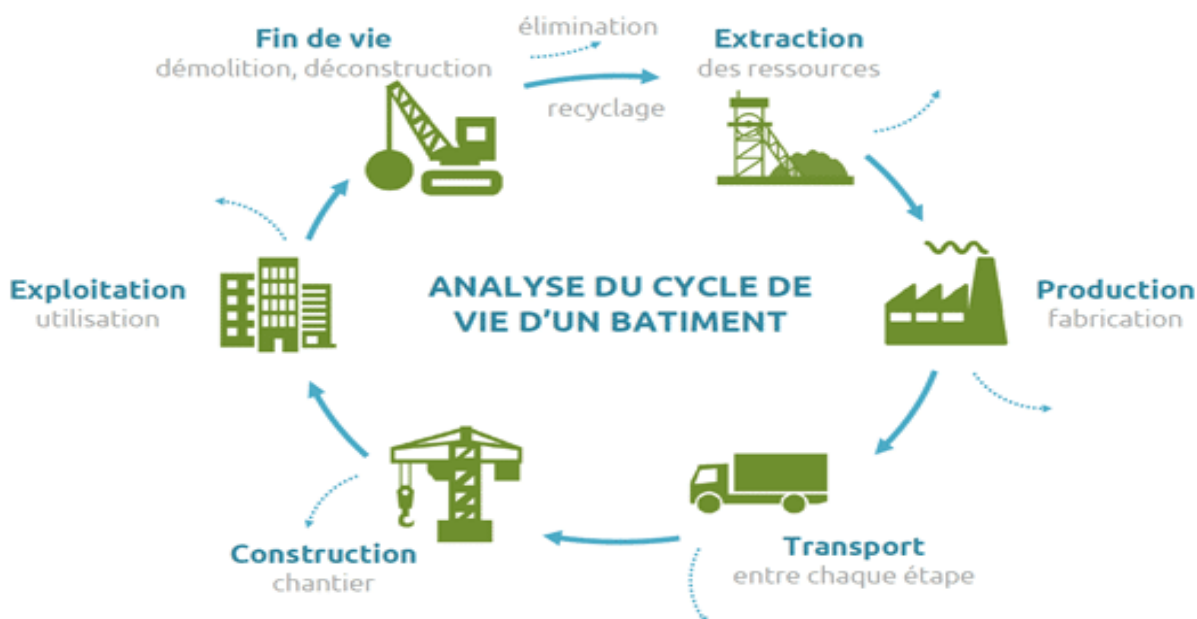 Fin de vie
démolition, déconstruction
élimination
recyclage
Extraction
des ressources
Production
fabrication
Transport
entre chaque étape
Construction
chantier
Exploitation
utilisation
ANALYSE DU CYCLE DE
VIE D'UN BATIMENT